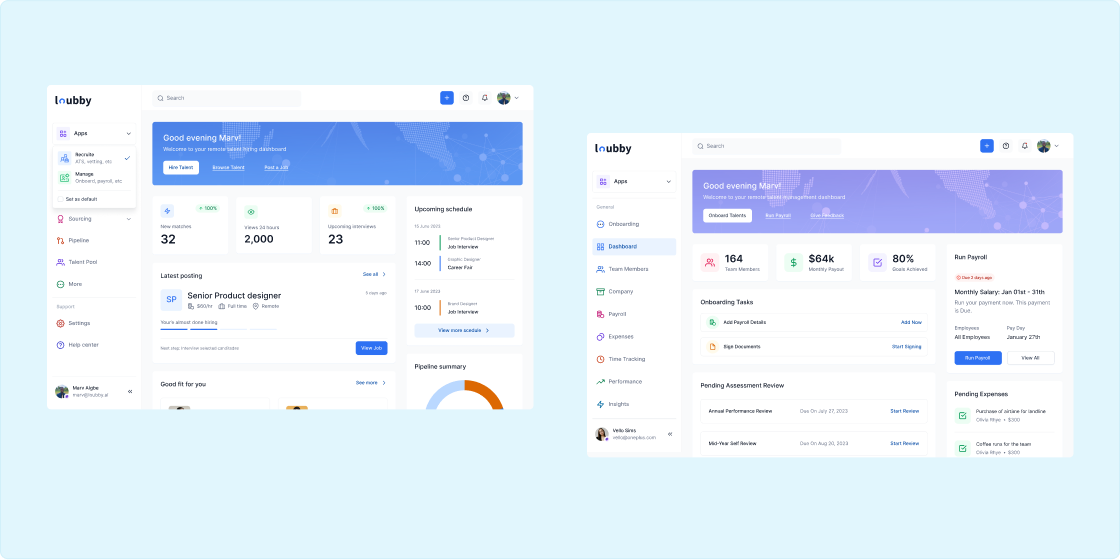 loubby
Search
Apps
Recruite
ATS, vetting, etc
Manage
Onboard, payroll, etc
Set as default
Sourcing
Pipeline
Talent Pool
More
Support
Settings
Help center
Marv Aigbe
marv@loubby.ai
Good evening Marv!
Welcome to your remote talent hiring dashboard
Hire Talent
Browse Talent
Post a Job
100%
New matches
32
Views 24 hours
2,000
100%
Upcoming interviews
23
Latest posting
See all
SP
Senior Product designer
5 days ago
$60/hr
Full time
Remote
Your's almost done hiring
Next step: Interview selected candidates
View Job
Good fit for you
See more
Upcoming schedule
15 June 2023
11:00
Senior Product Designer
Job Interview
14:00
Graphic Designer
Career Fair
17 June 2023
10:00
Brand Designer
Job Interview
View more scedule
Pipeline summary
loubby
Search
Apps
General
Onboarding
Dashboard
Team Members
Company
Payroll
Expenses
Time Tracking
Performance
Insights
Vello Sims
vello@oneplus.com
Good evening Marv!
Welcome to your remote talent management dashboard
Onboard Talents
Run Payroll
Give Feedback
164
Team Members
$64k
Monthly Payout
80%
Goals Achieved
Onboarding Tasks
Add Payroll Details
Add Now
Sign Documents
Start Signing
Pending Assessment Review
Annual Performance Review
Due On July 27, 2023
Start Review
Mid-Year Self Review
Due On Aug 20, 2023
Start Review
Run Payroll
Due 2 days ago
Monthly Salary: Jan 01st - 31th
Run your payment now. This payment
is Due
Employees
Pay Day
All Employees
January 27th
Run Payroll
View All
Pending Expenses
Purchase of airtime for landline
Olivia Rhye • $300
Coffee runs for the team
Olivia Rhye • $300